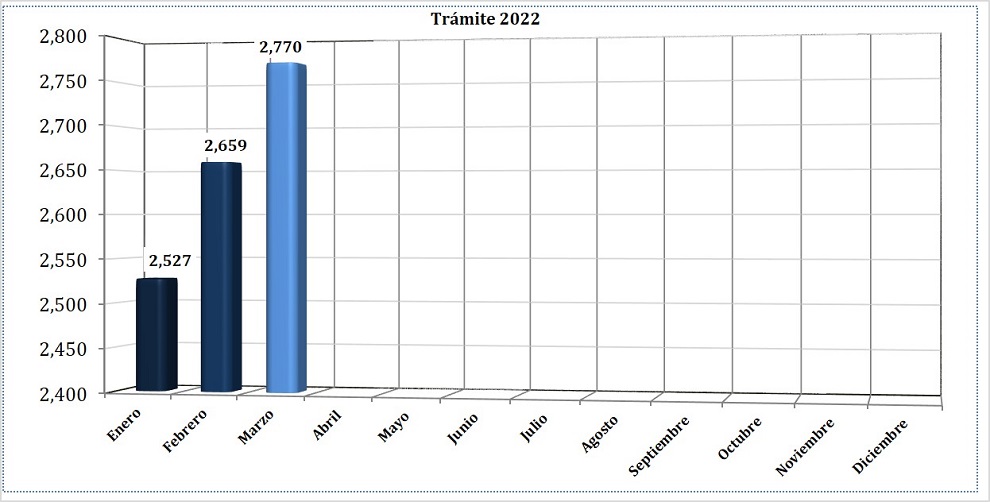 Trámite 2022
2,800
2,750
2,700
2,650
2,600
2,550
2,500
2,450
2,400
2,527
2,659
2,770
Enero
Febrero
Marzo
Abril
Mayo
Junio
Julio
Agosto
Septiembre
Octubre
Noviembre
Diciembre